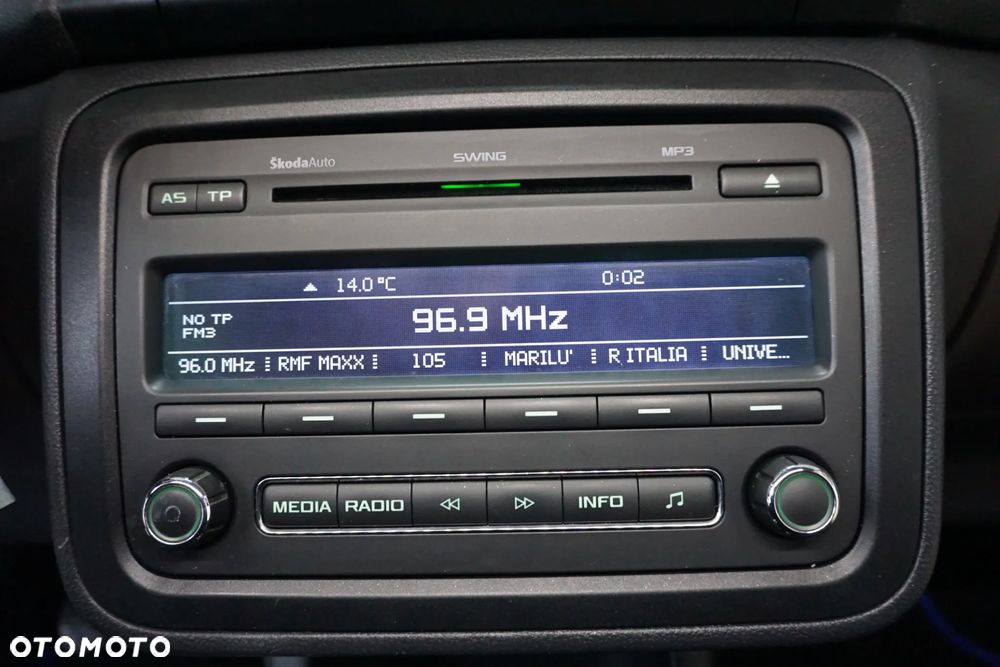 ŠkodaAuto SWING MP3
AS TP
14.0°C 0:02
NO TP
FM3
96.9 MHz
96.0 MHz RMF MAXX 105 MARILU' R ITALIA UNIVE...
MEDIA RADIO INFO
OTOMOTO